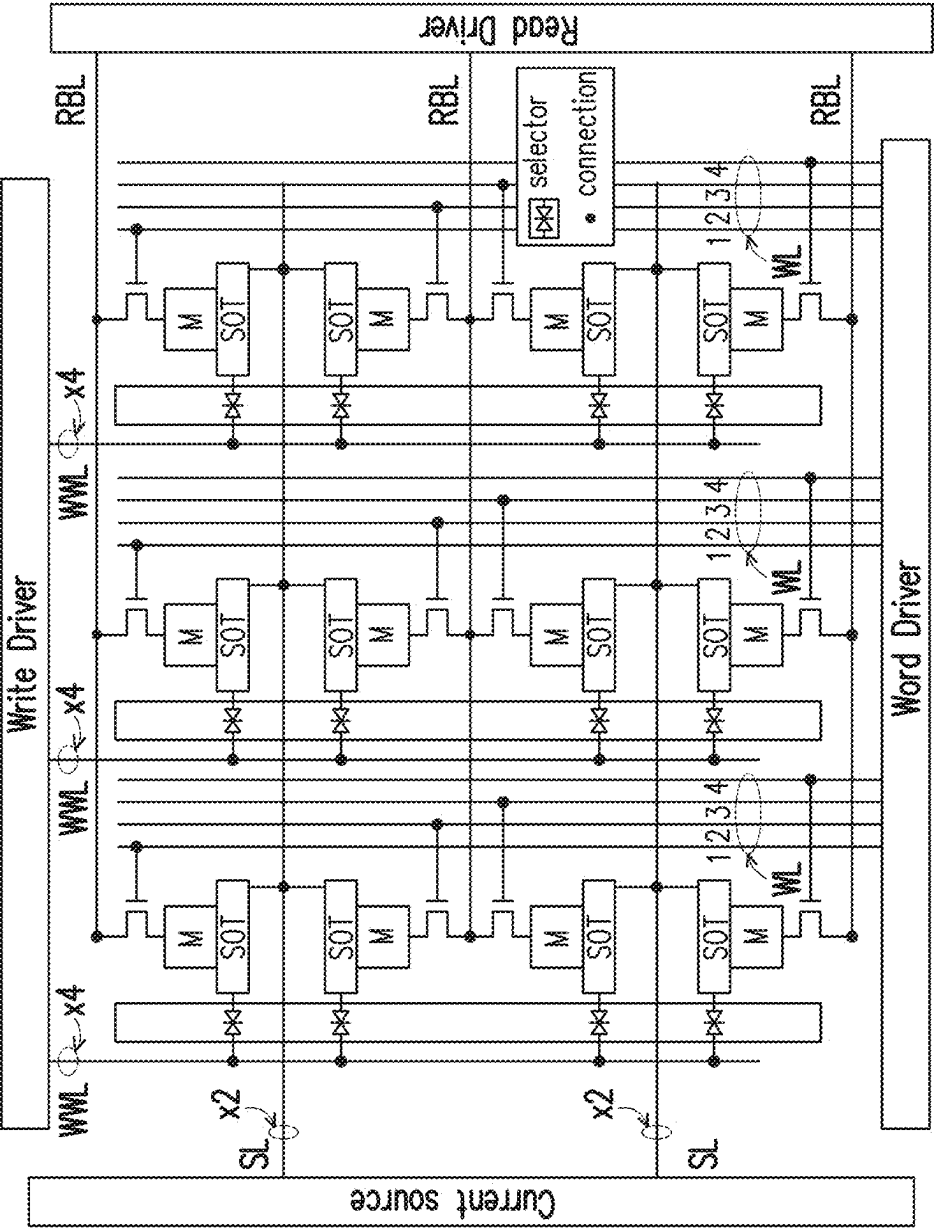 Write Driver
Current source
Read Driver
WWL
x4
WWL
x4
WWL
x4
RBL
M
M
M
SOT
SOT
SOT
x2
SL
SOT
SOT
SOT
M
M
M
RBL
selector
connection
M
M
M
SOT
SOT
SOT
x2
SL
SOT
SOT
SOT
M
M
M
1 2 3 4
1 2 3 4
1 2 3 4
WL
WL
WL
RBL
Word Driver